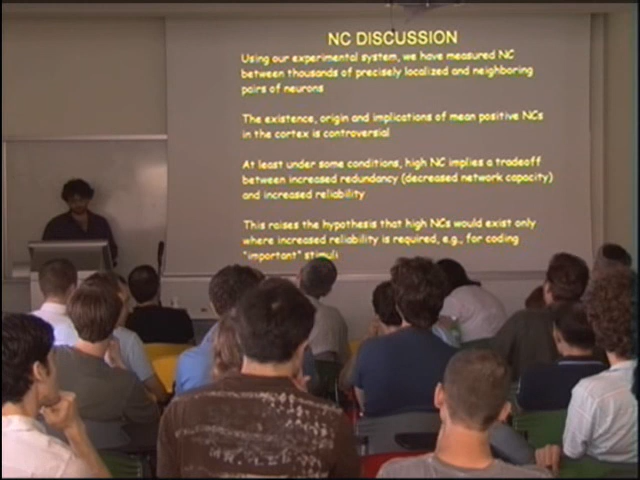 NC DISCUSSION
Using our experimental system, we have measured NC
between thousands of precisely localized and neighboring
pairs of neurons
The existence, origin and implications of mean positive NCs
in the cortex is controversial
At least under some conditions, high NC implies a tradeoff
between increased redundancy (decreased network capacity)
and increased reliability
This raises the hypothesis that high NCs would exist only
where increased reliability is required, e.g., for coding
"important" stimuli